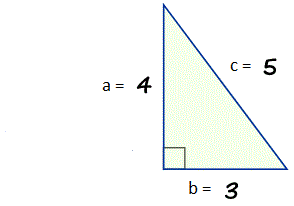 c = 5
a = 4
b = 3